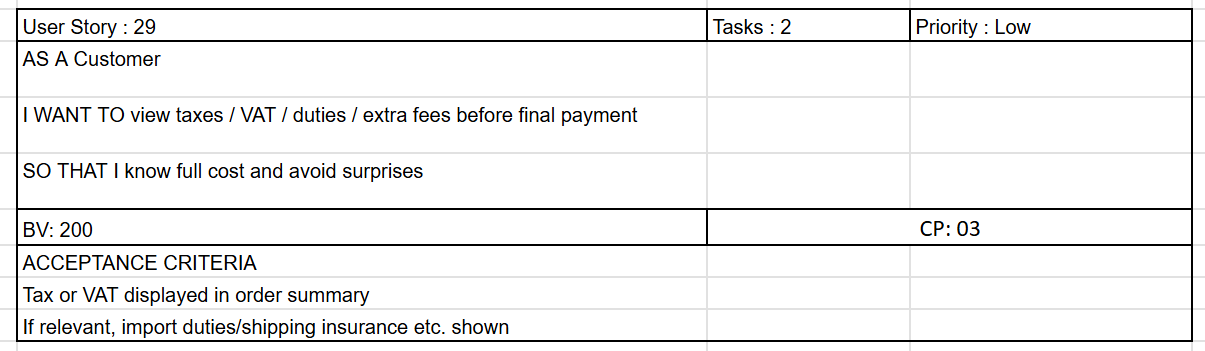 User Story : 29 Tasks : 2 Priority : Low
AS A Customer
I WANT TO view taxes / VAT / duties / extra fees before final payment
SO THAT I know full cost and avoid surprises
BV: 200 CP: 03
ACCEPTANCE CRITERIA
Tax or VAT displayed in order summary
If relevant, import duties/shipping insurance etc. shown